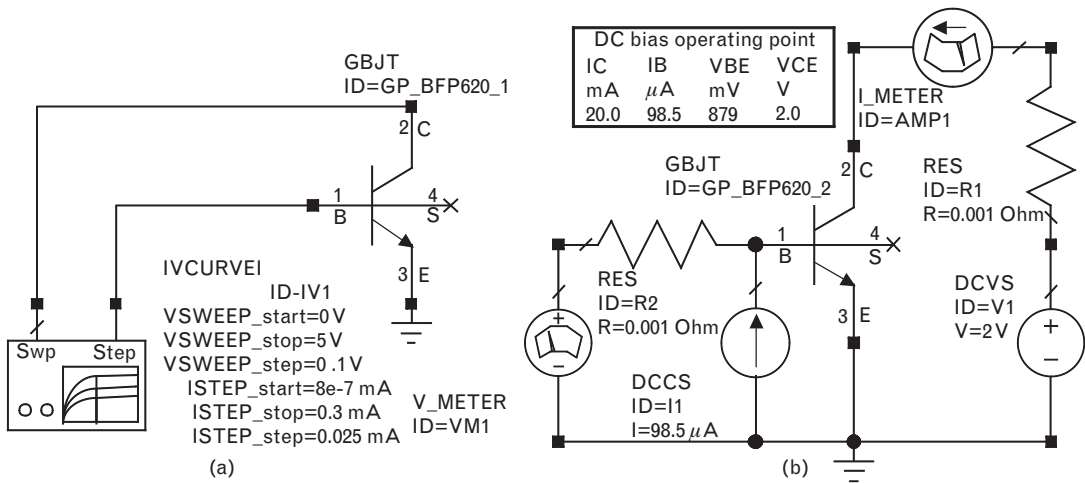 GBJT
ID=GP_BFP620_1
2 C
1
B
4
S
3 E
IVCURVEI
ID-IV1
VSWEEP_start=0 V
VSWEEP_stop=5 V
VSWEEP_step=0.1 V
ISTEP_start=8e-7 mA
ISTEP_stop=0.3 mA
ISTEP_step=0.025 mA
Swp Step
(a)
DC bias operating point
IC IB VBE VCE
mA μA mV V
20.0 98.5 879 2.0
I_METER
ID=AMP1
GBJT
ID=GP_BFP620_2
2 C
1
B
4
S
3 E
RES
ID=R1
R=0.001 Ohm
RES
ID=R2
R=0.001 Ohm
DCVS
ID=V1
V=2 V
+
−
+
−
DCCS
ID=I1
I=98.5 μA
V_METER
ID=VM1
(b)